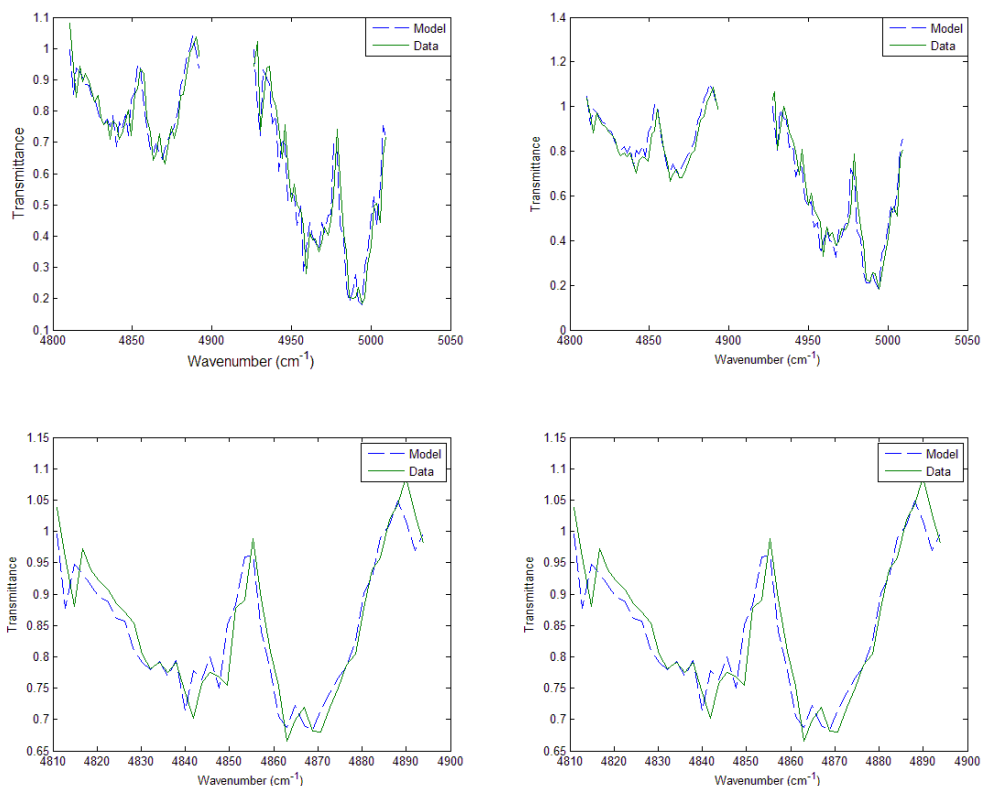 1.1
1
0.9
0.8
0.7
0.6
0.5
0.4
0.3
0.2
0.1
Transmittance
Model
Data
4800 4850 4900 4950 5000 5050
Wavenumber (cm⁻¹)
1.4
1.2
1
0.8
0.6
0.4
0.2
0
Transmittance
Model
Data
4800 4850 4900 4950 5000 5050
Wavenumber (cm⁻¹)
1.15
1.1
1.05
1
0.95
0.9
0.85
0.8
0.75
0.7
0.65
Transmittance
Model
Data
4810 4820 4830 4840 4850 4860 4870 4880 4890 4900
Wavenumber (cm⁻¹)
1.15
1.1
1.05
1
0.95
0.9
0.85
0.8
0.75
0.7
0.65
Transmittance
Model
Data
4810 4820 4830 4840 4850 4860 4870 4880 4890 4900
Wavenumber (cm⁻¹)